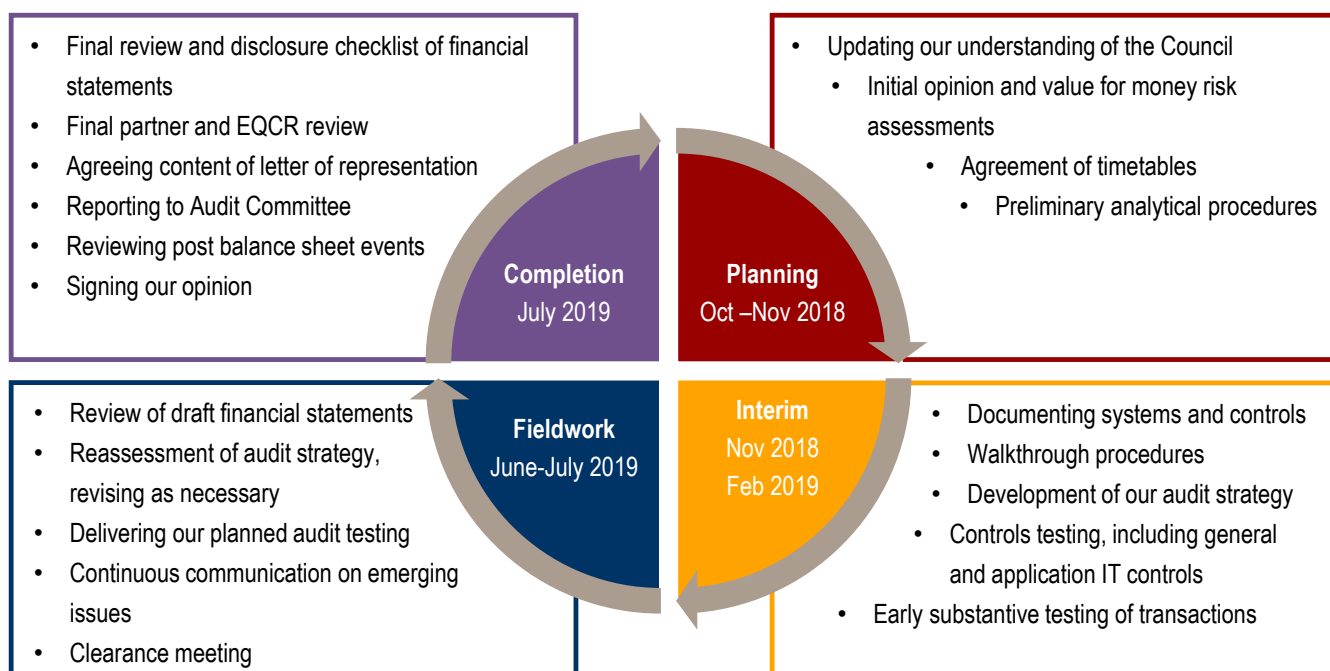 • Final review and disclosure checklist of financial
statements
• Final partner and EQCR review
• Agreeing content of letter of representation
• Reporting to Audit Committee
• Reviewing post balance sheet events
• Signing our opinion
Completion
July 2019
• Updating our understanding of the Council
• Initial opinion and value for money risk
assessments
• Agreement of timetables
• Preliminary analytical procedures
Planning
Oct –Nov 2018
• Review of draft financial statements
• Reassessment of audit strategy,
revising as necessary
• Delivering our planned audit testing
• Continuous communication on emerging
issues
• Clearance meeting
Fieldwork
June-July 2019
Interim
Nov 2018
Feb 2019
• Documenting systems and controls
• Walkthrough procedures
• Development of our audit strategy
• Controls testing, including general
and application IT controls
• Early substantive testing of transactions